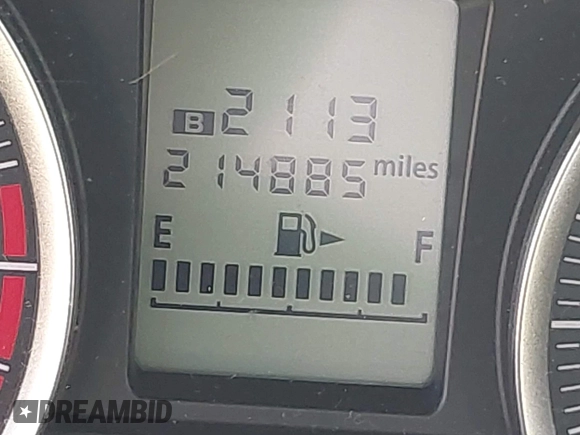 B 2113
214885 miles
E F
DREAMBID